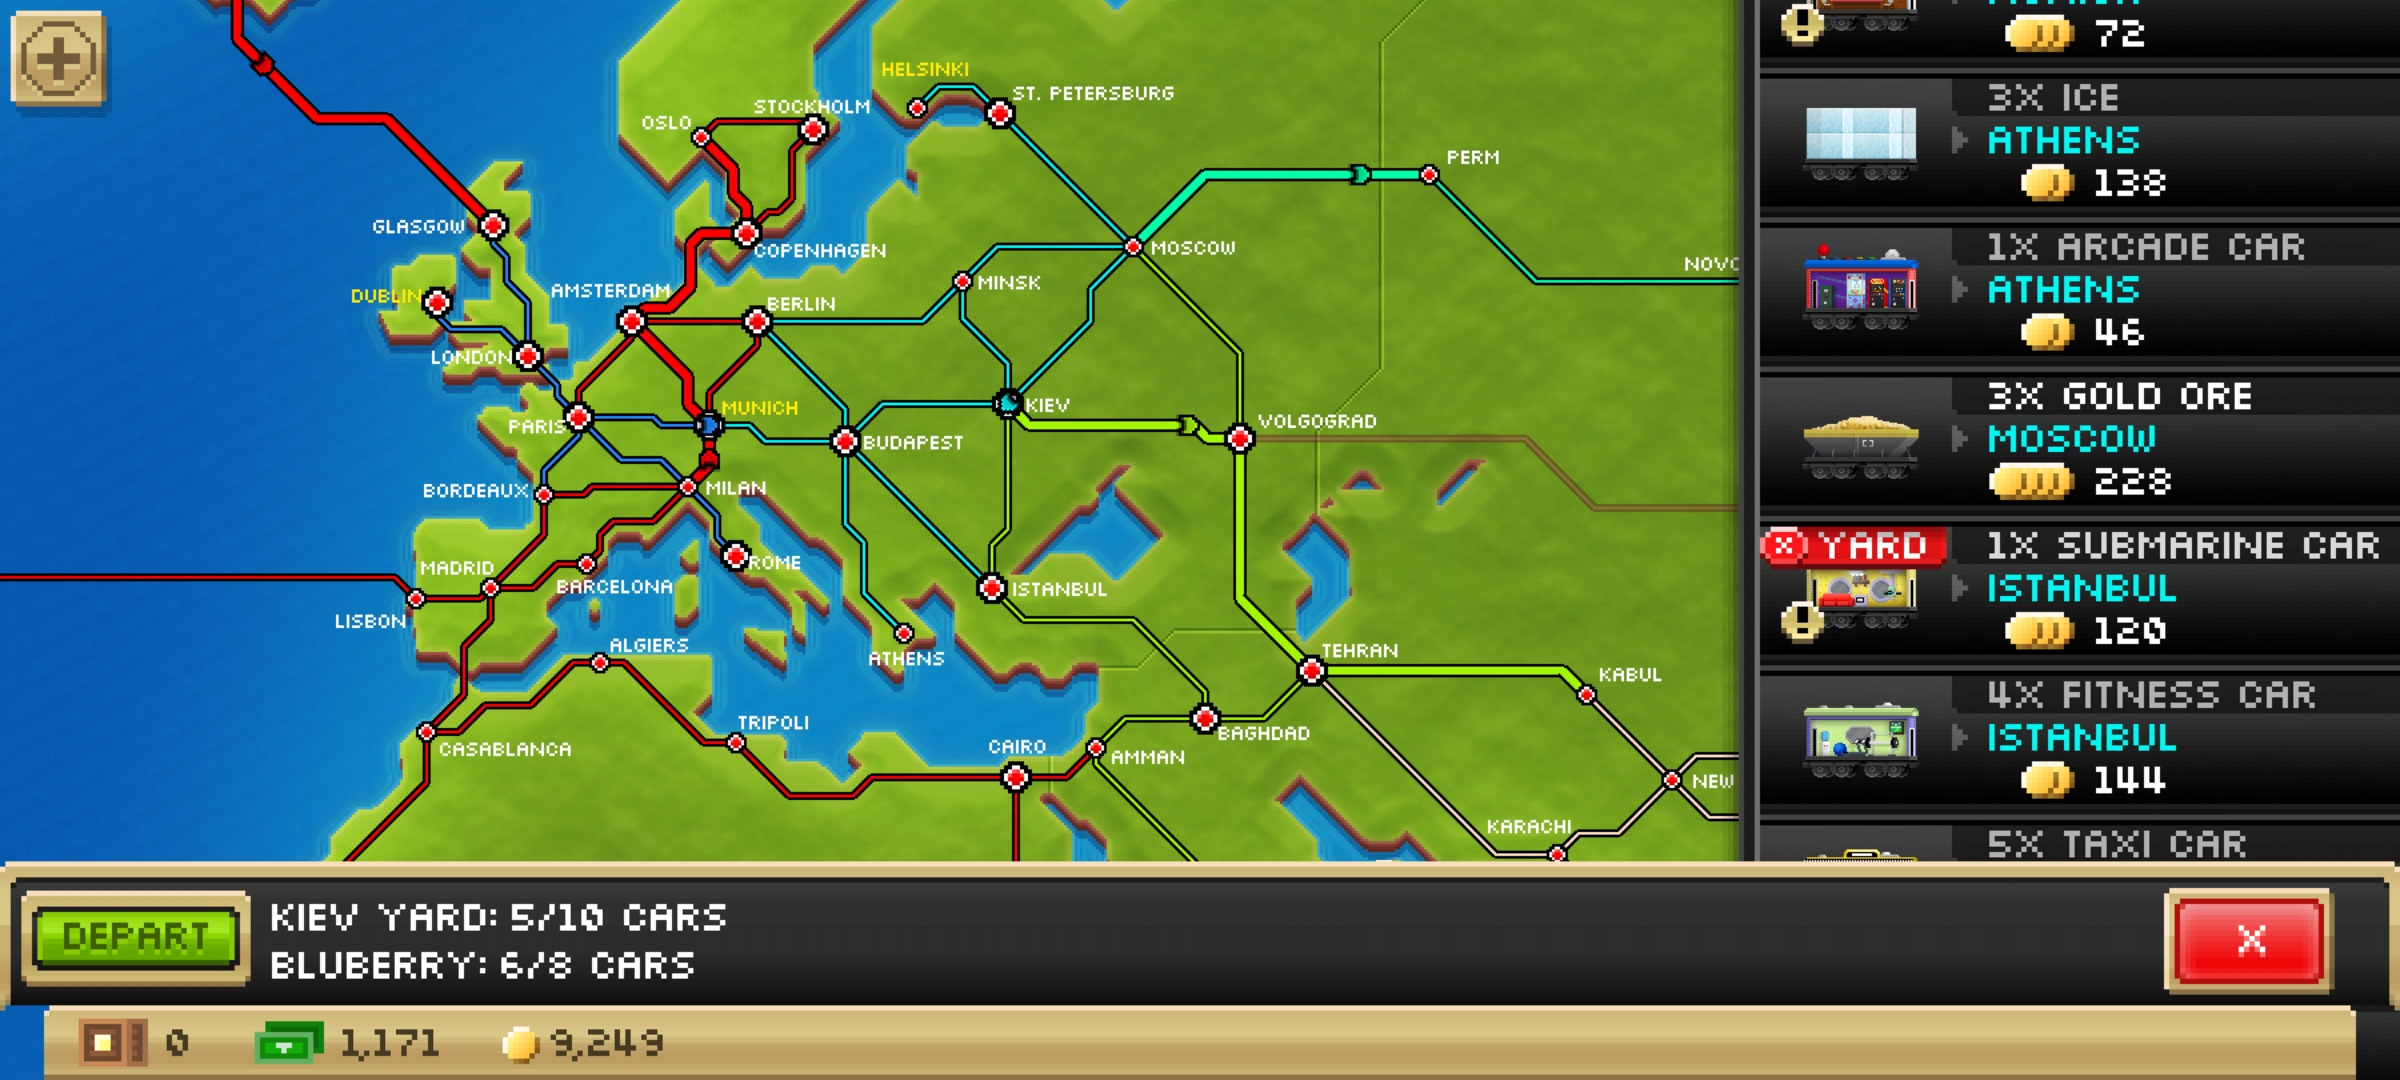 HELSINKI
ST. PETERSBURG
STOCKHOLM
OSLO
PERM
GLASGOW
COPENHAGEN
MOSCOW
NOVO
MINSK
DUBLIN
AMSTERDAM
BERLIN
LONDON
MUNICH
KIEV
PARIS
BUDAPEST
VOLGOGRAD
BORDEAUX
MILAN
ROME
MADRID
BARCELONA
ISTANBUL
LISBON
ALGIERS
ATHENS
TEHRAN
KABUL
TRIPOLI
CASABLANCA
CAIRO
BAGHDAD
AMMAN
NEW
KARACHI
72
3X ICE
ATHENS
138
1X ARCADE CAR
ATHENS
46
3X GOLD ORE
MOSCOW
228
X YARD
1X SUBMARINE CAR
ISTANBUL
120
4X FITNESS CAR
ISTANBUL
144
5X TAXI CAR
DEPART
KIEV YARD: 5/10 CARS
BLUBERRY: 6/8 CARS
X
0
1,171
9,249